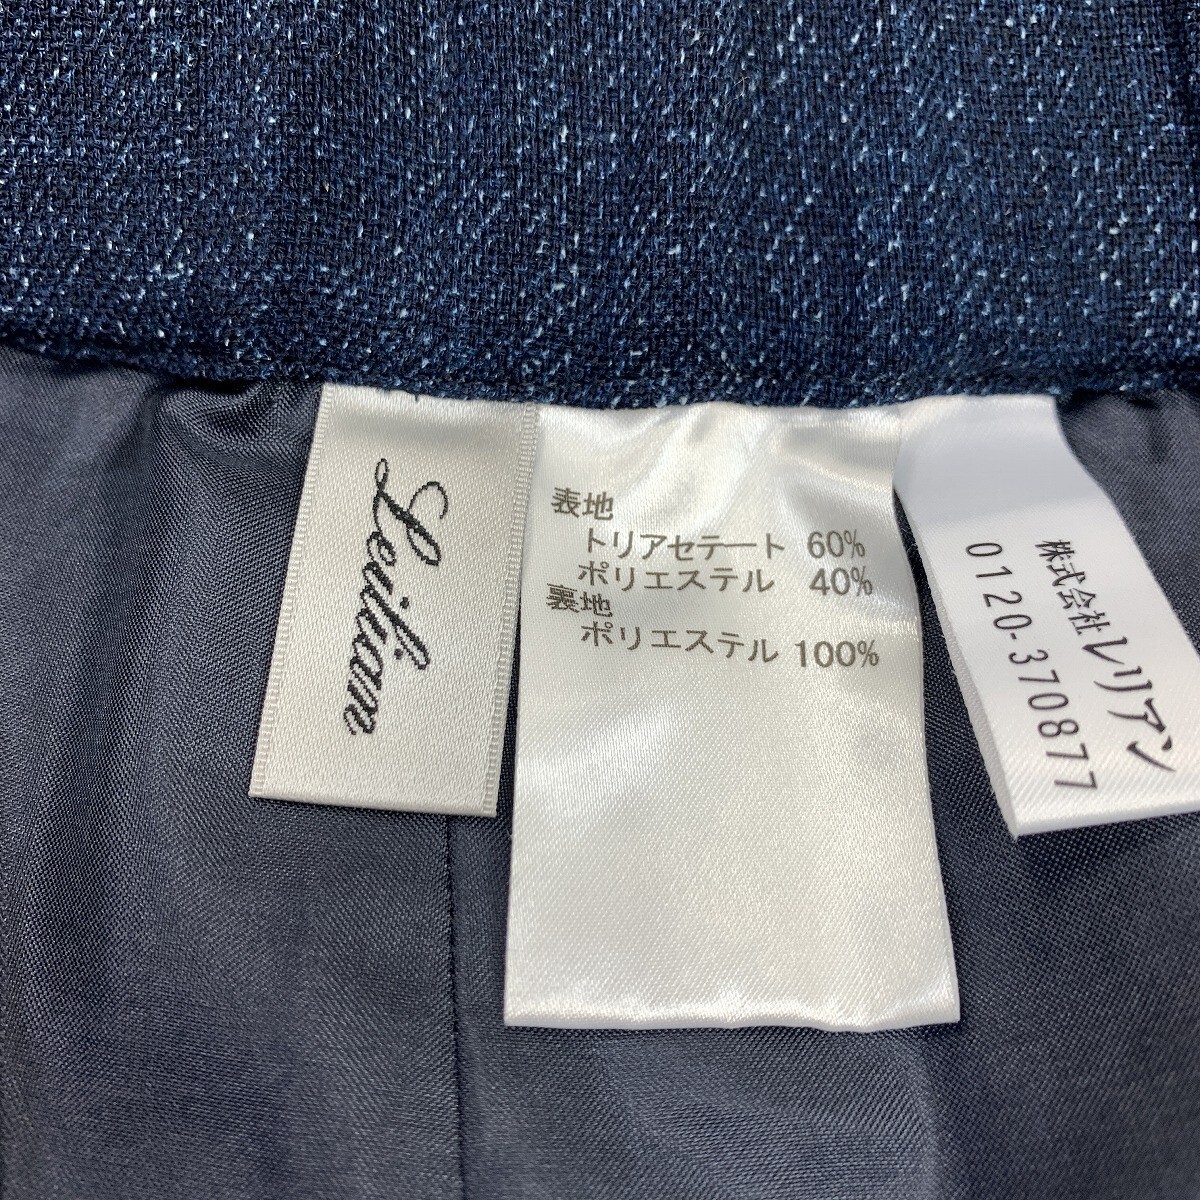 Leilian
表地
トリアセテート 60%
ポリエステル 40%
裏地
ポリエステル 100%
株式会社レリアン
0120-370877